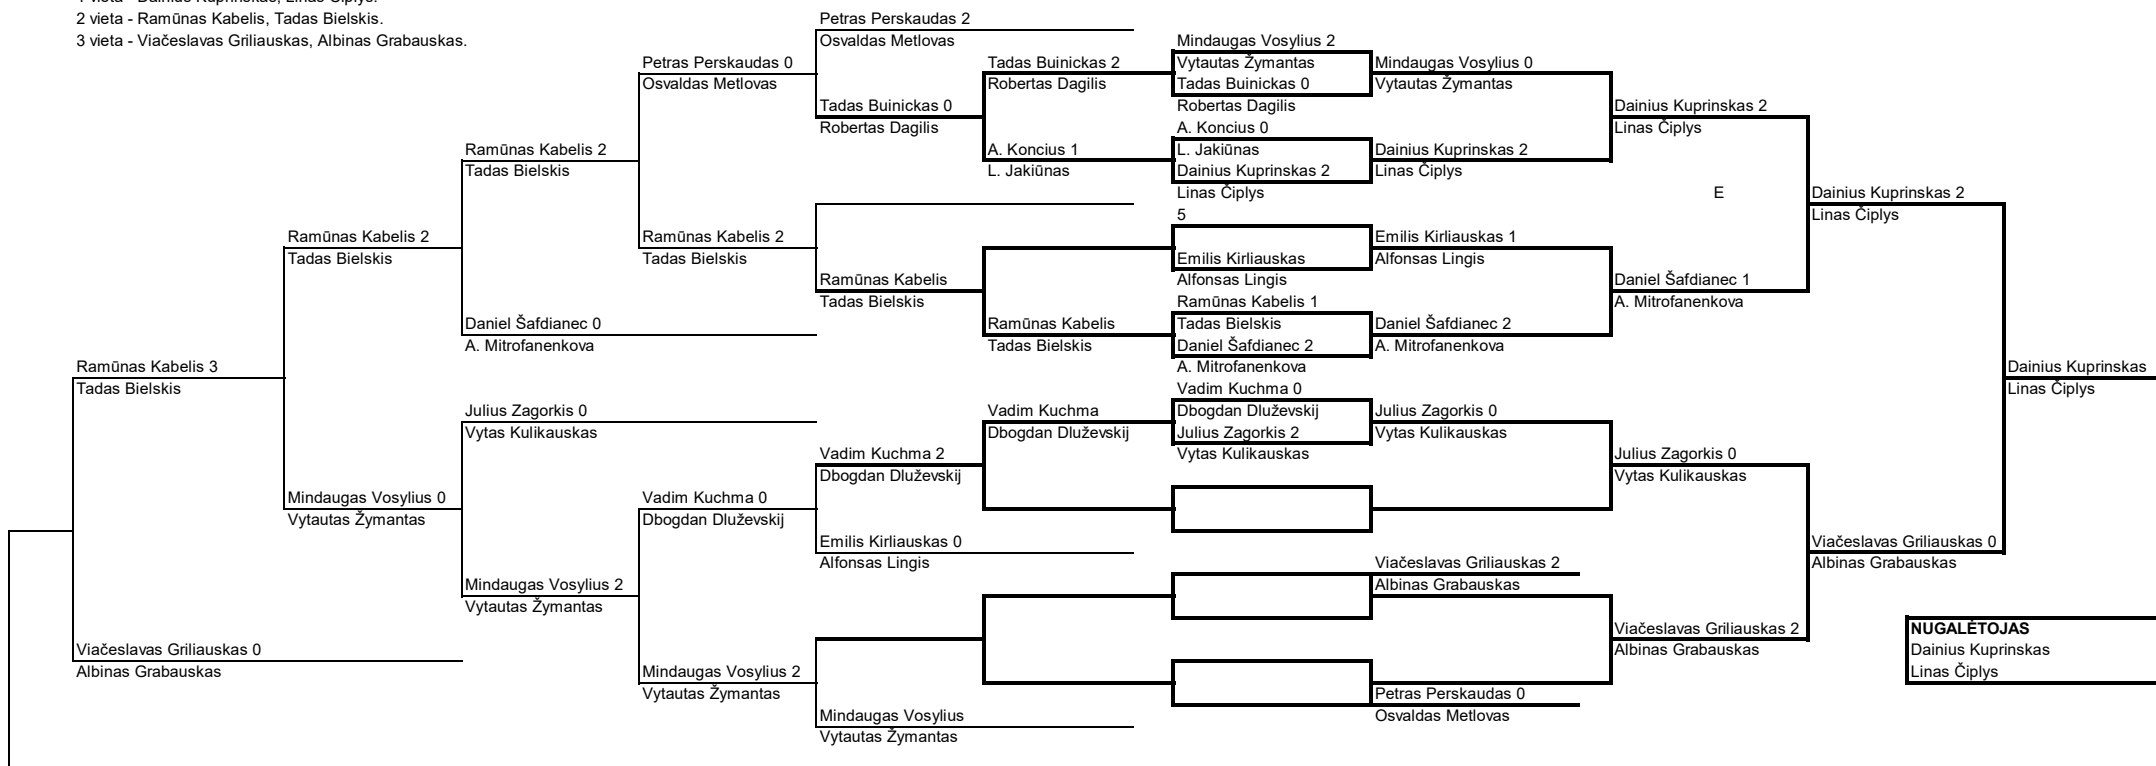 2 vieta - Ramūnas Kabelis, Tadas Bielskis.
3 vieta - Viačeslavas Griliauskas, Albinas Grabauskas.
Ramūnas Kabelis 3
Tadas Bielskis
Viačeslavas Griliauskas 0
Albinas Grabauskas
Ramūnas Kabelis 2
Tadas Bielskis
Mindaugas Vosylius 0
Vytautas Žymantas
Ramūnas Kabelis 2
Tadas Bielskis
Daniel Šafdianec 0
A. Mitrofanenkova
Julius Zagorkis 0
Vytas Kulikauskas
Mindaugas Vosylius 2
Vytautas Žymantas
Petras Perskaudas 0
Osvaldas Metlovas
Ramūnas Kabelis 2
Tadas Bielskis
Vadim Kuchma 0
Dbogdan Dluževskij
Mindaugas Vosylius 2
Vytautas Žymantas
Petras Perskaudas 2
Osvaldas Metlovas
Tadas Buinickas 0
Robertas Dagilis
Ramūnas Kabelis
Tadas Bielskis
Vadim Kuchma 2
Dbogdan Dluževskij
Emilis Kirliauskas 0
Alfonsas Lingis
Mindaugas Vosylius
Vytautas Žymantas
Tadas Buinickas 2
Robertas Dagilis
A. Koncius 1
L. Jakiūnas
Ramūnas Kabelis
Tadas Bielskis
Vadim Kuchma
Dbogdan Dluževskij
Mindaugas Vosylius 2
Vytautas Žymantas
Tadas Buinickas 0
Robertas Dagilis
A. Koncius 0
L. Jakiūnas
Dainius Kuprinskas 2
Linas Čiplys
5
Emilis Kirliauskas
Alfonsas Lingis
Ramūnas Kabelis 1
Tadas Bielskis
Daniel Šafdianec 2
A. Mitrofanenkova
Vadim Kuchma 0
Dbogdan Dluževskij
Julius Zagorkis 2
Vytas Kulikauskas
Mindaugas Vosylius 0
Vytautas Žymantas
Dainius Kuprinskas 2
Linas Čiplys
Emilis Kirliauskas 1
Alfonsas Lingis
Daniel Šafdianec 2
A. Mitrofanenkova
Julius Zagorkis 0
Vytas Kulikauskas
Viačeslavas Griliauskas 2
Albinas Grabauskas
Petras Perskaudas 0
Osvaldas Metlovas
Dainius Kuprinskas 2
Linas Čiplys
E
Daniel Šafdianec 1
A. Mitrofanenkova
Julius Zagorkis 0
Vytas Kulikauskas
Viačeslavas Griliauskas 2
Albinas Grabauskas
Dainius Kuprinskas 2
Linas Čiplys
Viačeslavas Griliauskas 0
Albinas Grabauskas
Dainius Kuprinskas
Linas Čiplys
NUGALĖTOJAS
Dainius Kuprinskas
Linas Čiplys